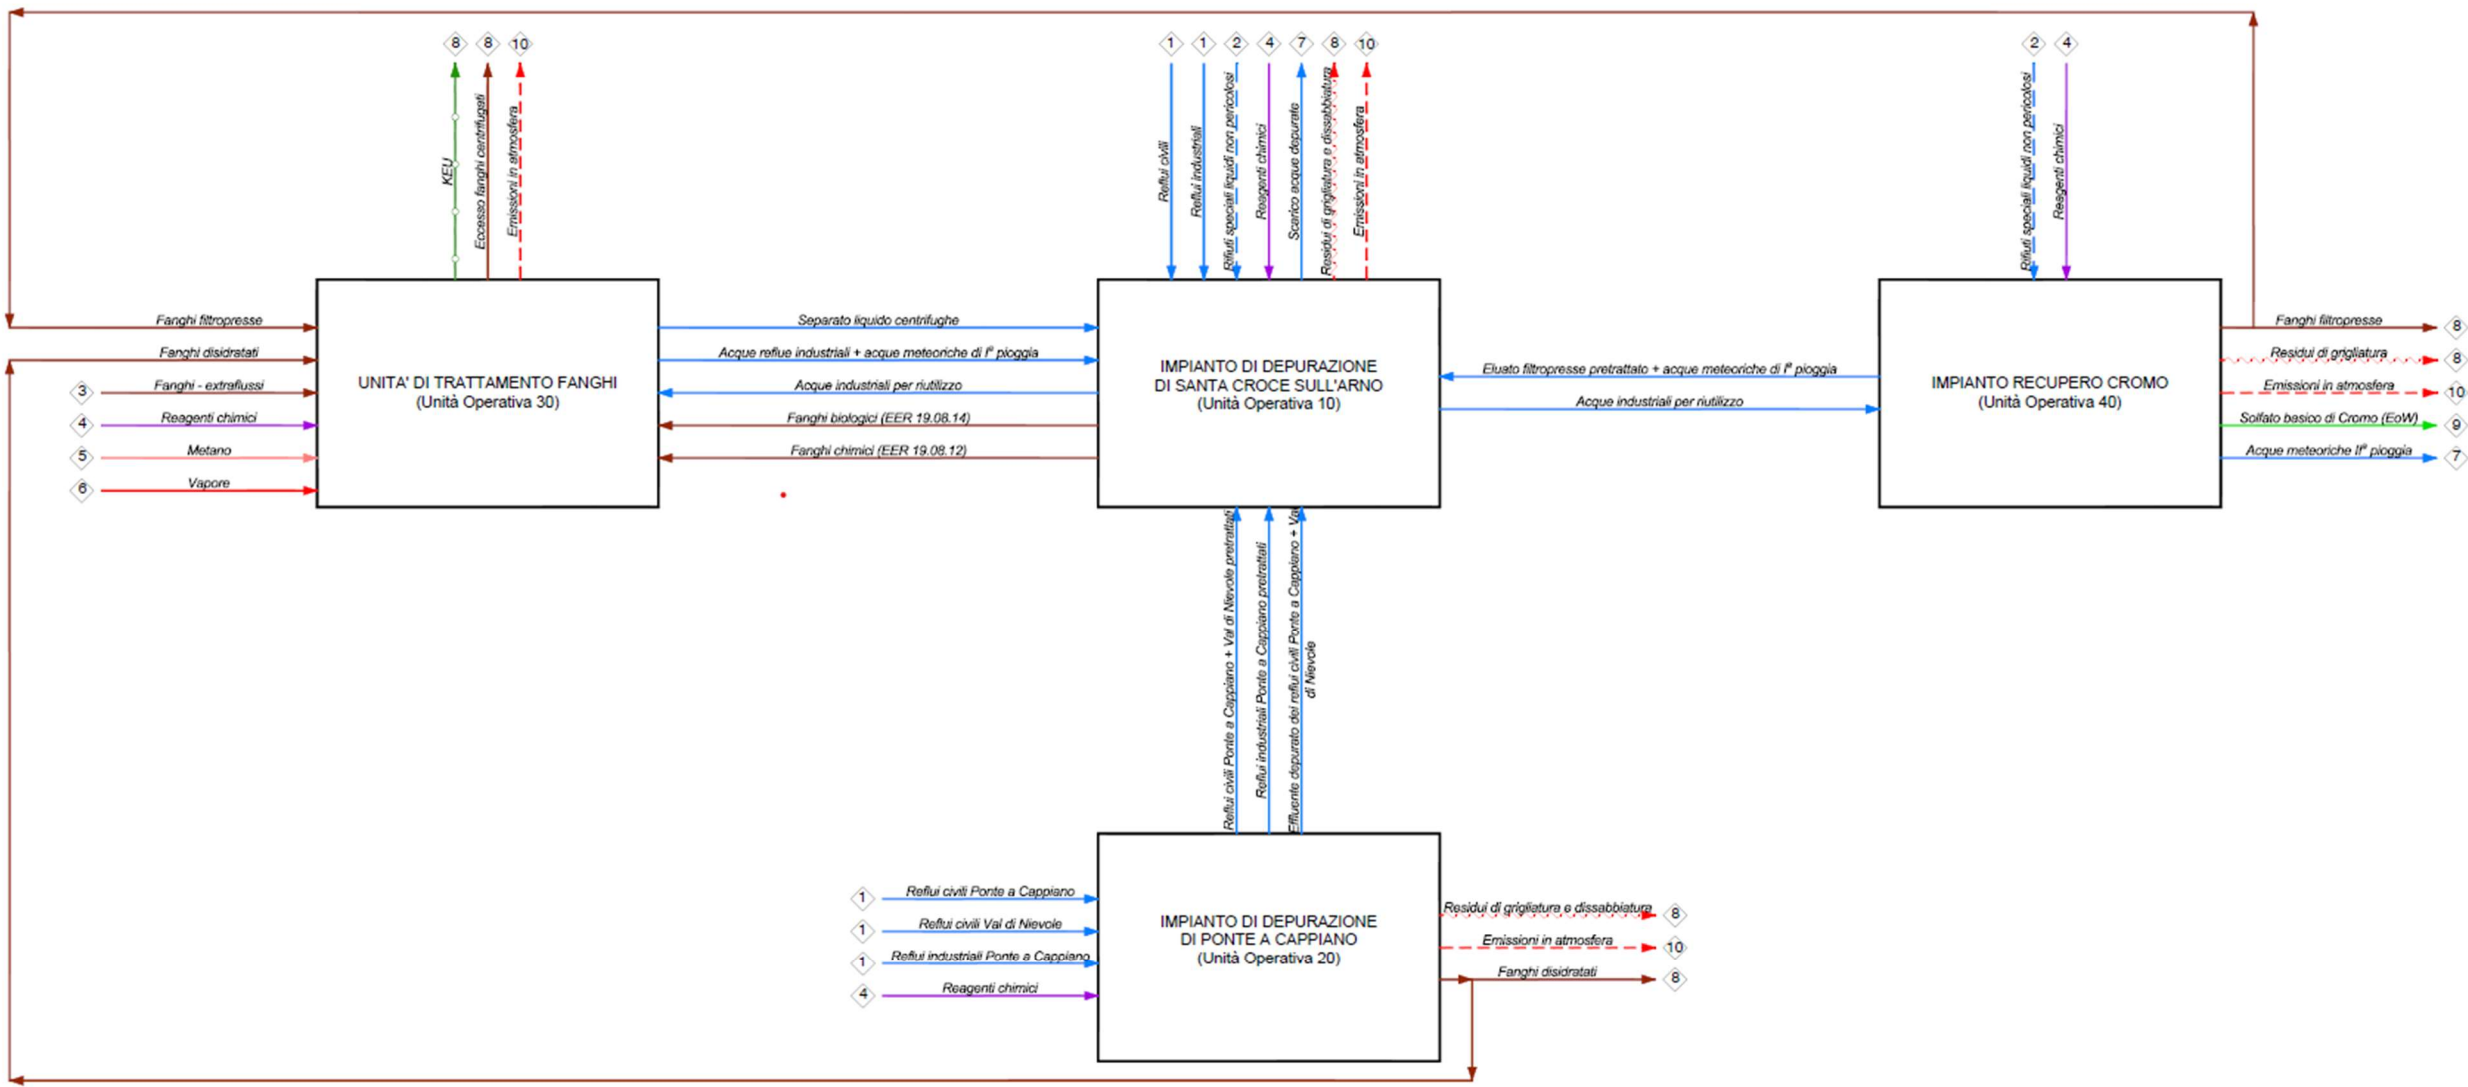 8 8 10
1 1 2 4 7 8 10
2 4
KEU
Eccesso fanghi centrifugati
Emissioni in atmosfera
Reflui civili
Reflui industriali
Rifiuti speciali liquidi non pericolosi
Reagenti chimici
Scarico acque depurate
Residui di grigliatura e dissabbiatura
Emissioni in atmosfera
Rifiuti speciali liquidi non pericolosi
Reagenti chimici
Fanghi filtropresse
Fanghi disidratati
3 Fanghi - extraflussi
4 Reagenti chimici
5 Metano
6 Vapore
UNITA' DI TRATTAMENTO FANGHI
(Unità Operativa 30)
Separato liquido centrifughe
Acque reflue industriali + acque meteoriche di Iª pioggia
Acque industriali per riutilizzo
Fanghi biologici (EER 19.08.14)
Fanghi chimici (EER 19.08.12)
IMPIANTO DI DEPURAZIONE
DI SANTA CROCE SULL'ARNO
(Unità Operativa 10)
Eluato filtropresse pretrattato + acque meteoriche di Iª pioggia
Acque industriali per riutilizzo
IMPIANTO RECUPERO CROMO
(Unità Operativa 40)
Fanghi filtropresse 8
Residui di grigliatura 8
Emissioni in atmosfera 10
Solfato basico di Cromo (EoW) 9
Acque meteoriche IIª pioggia 7
Reflui civili Ponte a Cappiano + Val di Nievole pretrattati
Reflui industriali Ponte a Cappiano pretrattati
Effluente depurato dei reflui civili Ponte a Cappiano + Val
di Nievole
1 Reflui civili Ponte a Cappiano
1 Reflui civili Val di Nievole
1 Reflui industriali Ponte a Cappiano
4 Reagenti chimici
IMPIANTO DI DEPURAZIONE
DI PONTE A CAPPIANO
(Unità Operativa 20)
Residui di grigliatura e dissabbiatura 8
Emissioni in atmosfera 10
Fanghi disidratati 8